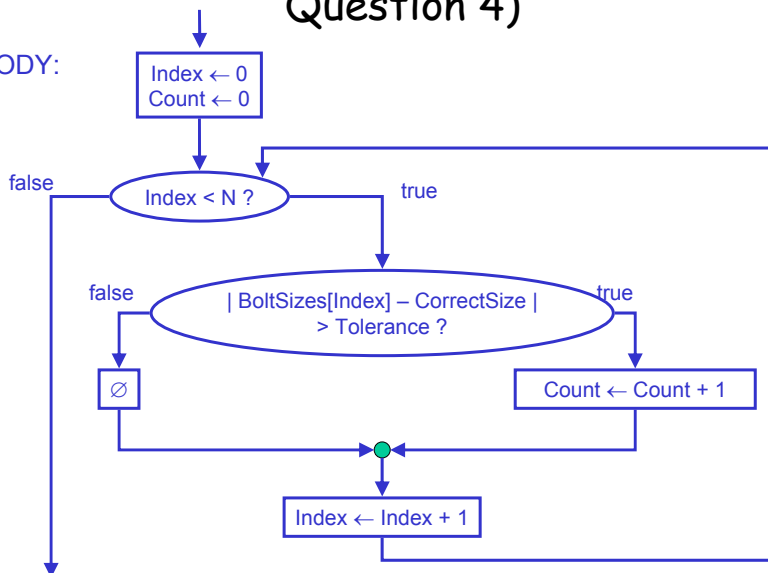 Question 4)
ODY:
Index ← 0
Count ← 0
false
Index < N ?
true
false
| BoltSizes[Index] – CorrectSize |
> Tolerance ?
true
∅
Count ← Count + 1
Index ← Index + 1